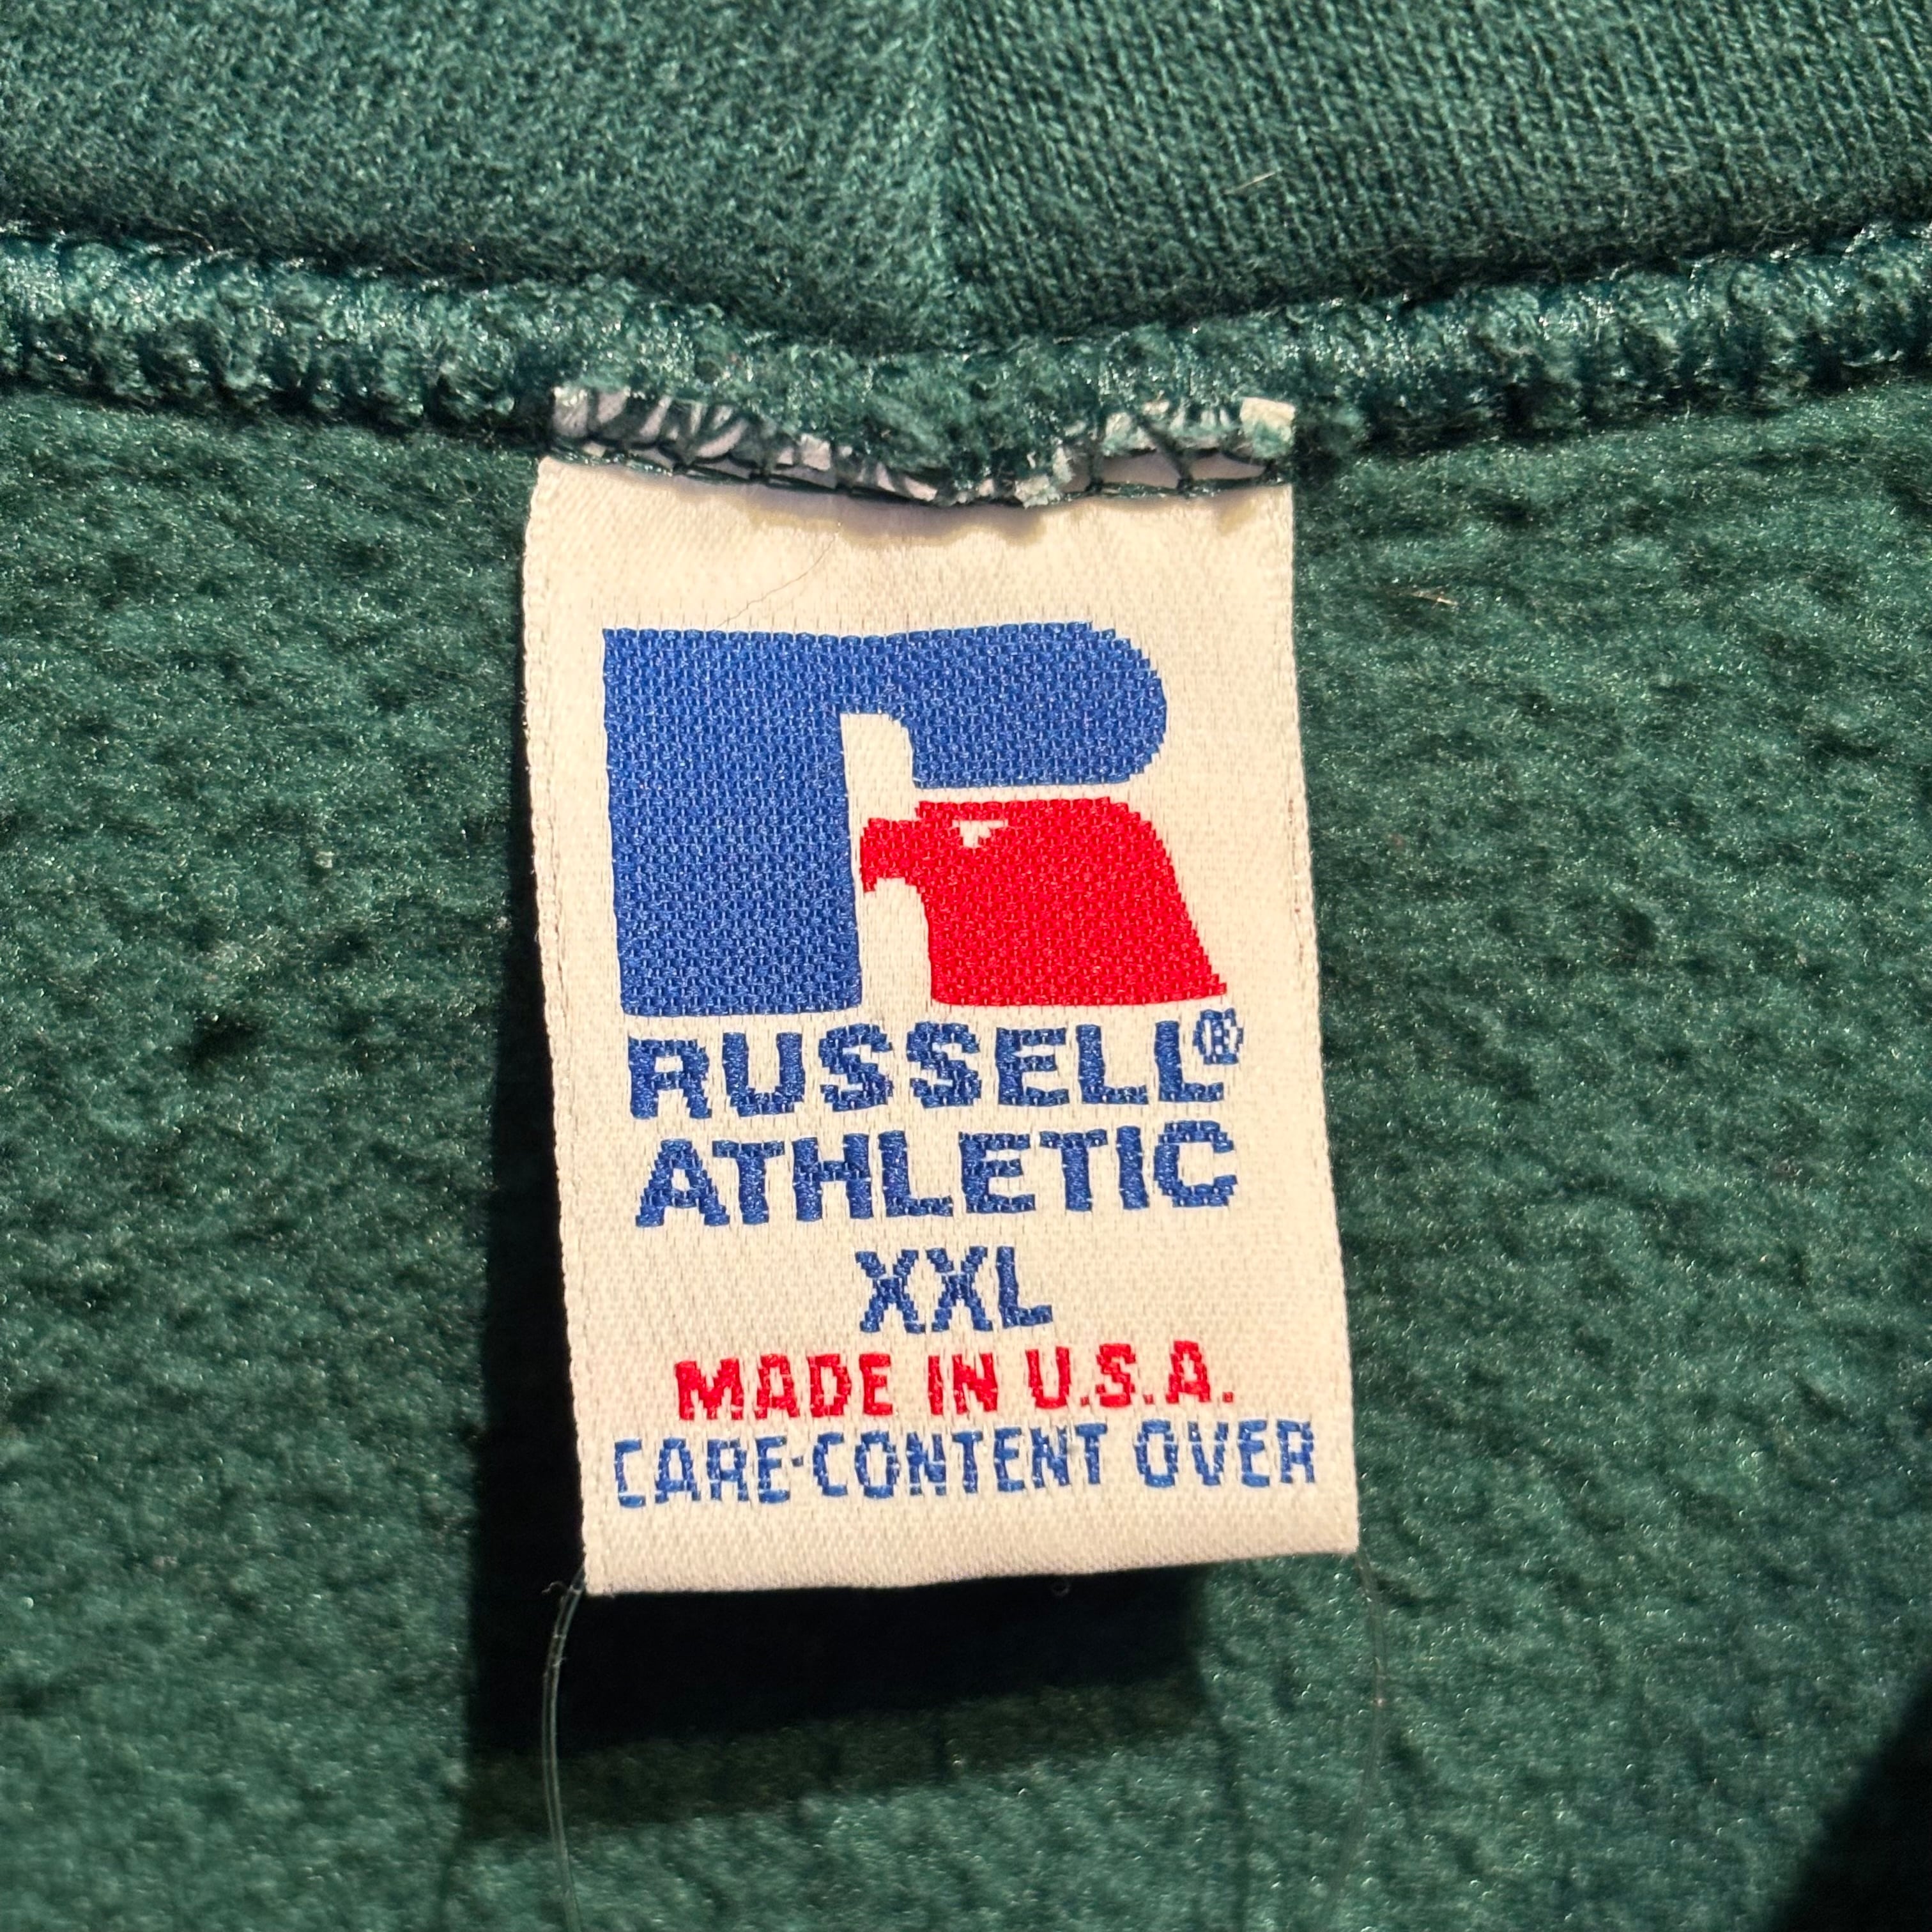 RUSSELL®
ATHLETIC
XXL
MADE IN U.S.A.
CARE·CONTENT OVER